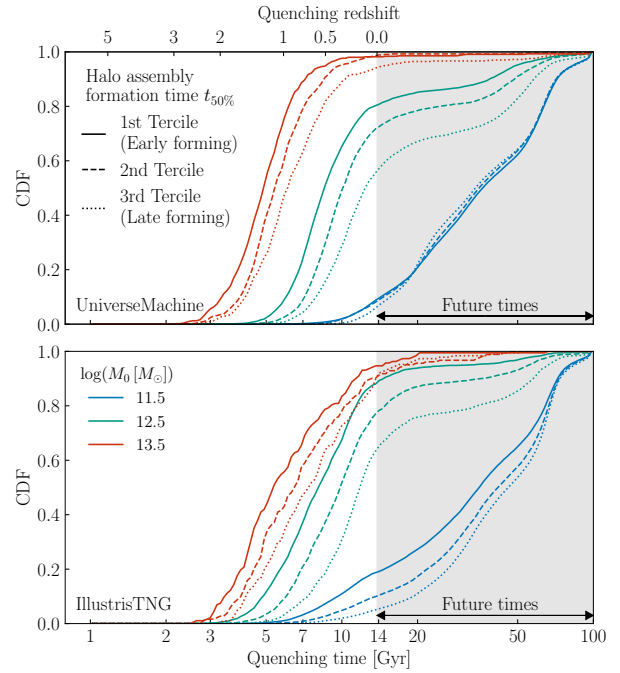 Quenching redshift
5 3 2 1 0.5 0.0
1.0
0.8
0.6
0.4
0.2
0.0
CDF
Halo assembly
formation time t50%
1st Tercile
(Early forming)
2nd Tercile
3rd Tercile
(Late forming)
UniverseMachine
Future times
1.0
0.8
0.6
0.4
0.2
0.0
CDF
log(M0 [M⊙])
11.5
12.5
13.5
IllustrisTNG
Future times
1 2 3 5 7 10 14 20 50 100
Quenching time [Gyr]